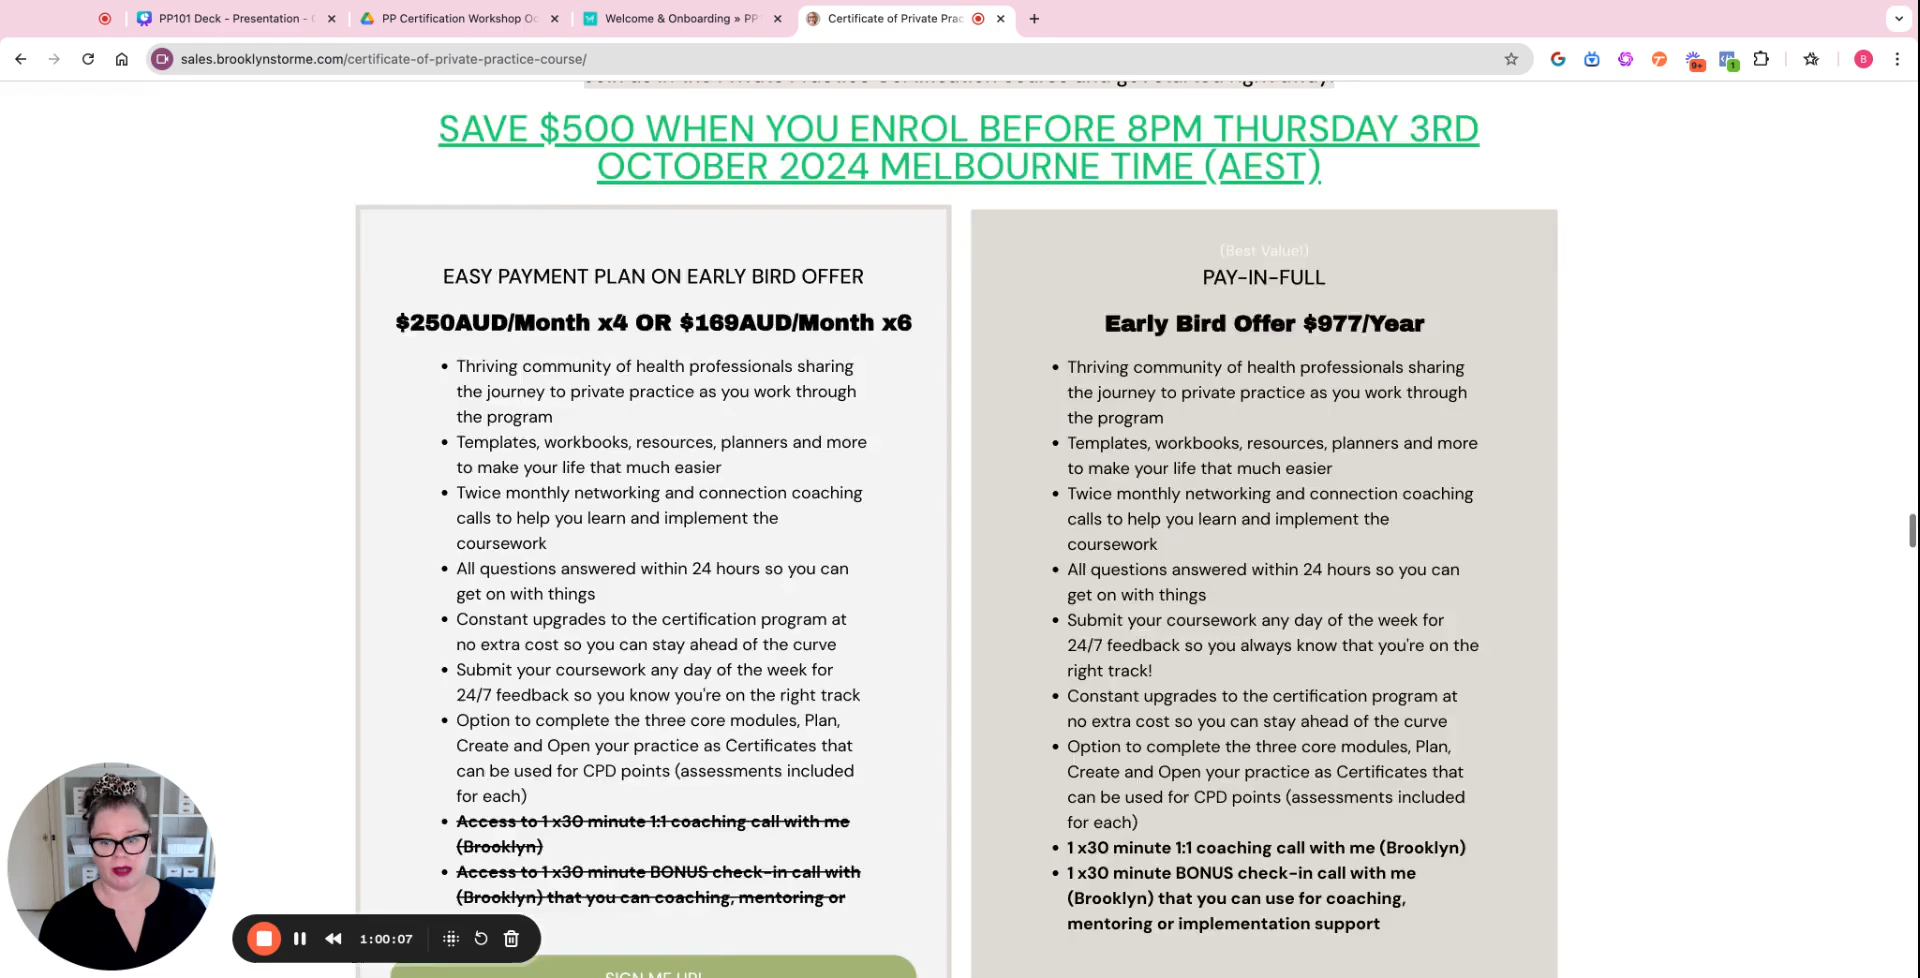 PP101 Deck - Presentation -
PP Certification Workshop Oc
Welcome & Onboarding » PP
Certificate of Private Prac
sales.brooklynstorme.com/certificate-of-private-practice-course/
9+
1
B
SAVE $500 WHEN YOU ENROL BEFORE 8PM THURSDAY 3RD
OCTOBER 2024 MELBOURNE TIME (AEST)
EASY PAYMENT PLAN ON EARLY BIRD OFFER
$250AUD/Month x4 OR $169AUD/Month x6
• Thriving community of health professionals sharing
the journey to private practice as you work through
the program
• Templates, workbooks, resources, planners and more
to make your life that much easier
• Twice monthly networking and connection coaching
calls to help you learn and implement the
coursework
• All questions answered within 24 hours so you can
get on with things
• Constant upgrades to the certification program at
no extra cost so you can stay ahead of the curve
• Submit your coursework any day of the week for
24/7 feedback so you know you're on the right track
• Option to complete the three core modules, Plan,
Create and Open your practice as Certificates that
can be used for CPD points (assessments included
for each)
• Access to 1 x30 minute 1:1 coaching call with me
(Brooklyn)
• Access to 1 x30 minute BONUS check-in call with
(Brooklyn) that you can coaching, mentoring or
SIGN ME UP!
(Best Value!)
PAY-IN-FULL
Early Bird Offer $977/Year
• Thriving community of health professionals sharing
the journey to private practice as you work through
the program
• Templates, workbooks, resources, planners and more
to make your life that much easier
• Twice monthly networking and connection coaching
calls to help you learn and implement the
coursework
• All questions answered within 24 hours so you can
get on with things
• Submit your coursework any day of the week for
24/7 feedback so you always know that you're on the
right track!
• Constant upgrades to the certification program at
no extra cost so you can stay ahead of the curve
• Option to complete the three core modules, Plan,
Create and Open your practice as Certificates that
can be used for CPD points (assessments included
for each)
• 1 x30 minute 1:1 coaching call with me (Brooklyn)
• 1 x30 minute BONUS check-in call with me
(Brooklyn) that you can use for coaching,
mentoring or implementation support
1:00:07